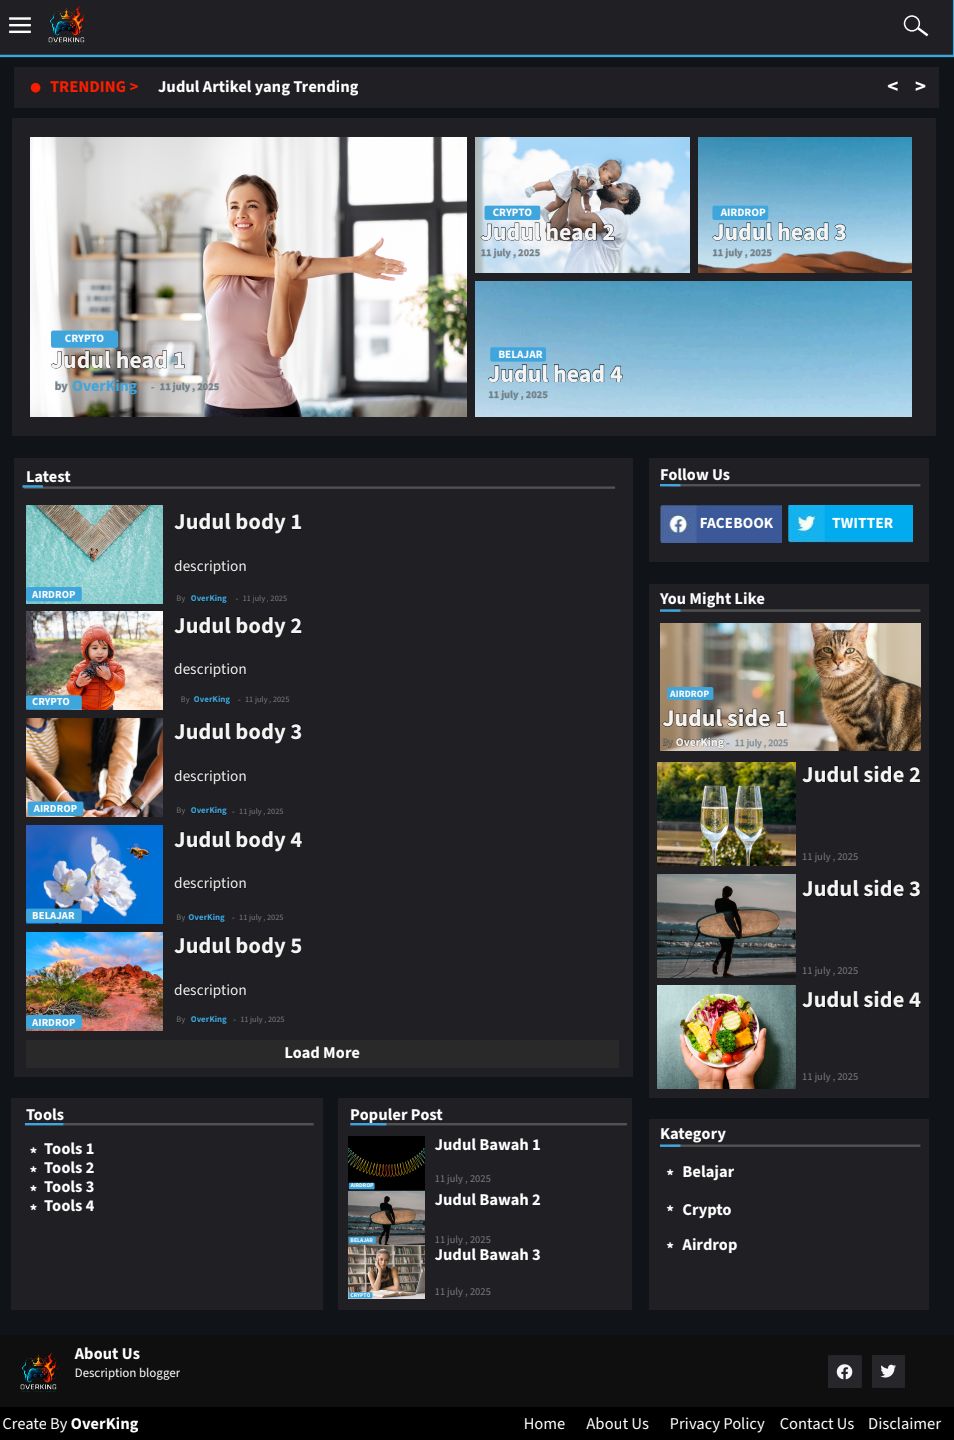 OVERKING
TRENDING > Judul Artikel yang Trending < >
CRYPTO
Judul head 1
by OverKing - 11 july , 2025
CRYPTO
Judul head 2
11 july , 2025
AIRDROP
Judul head 3
11 july , 2025
BELAJAR
Judul head 4
11 july , 2025
Latest
AIRDROP
Judul body 1
description
By OverKing - 11 july , 2025
CRYPTO
Judul body 2
description
By OverKing - 11 july , 2025
AIRDROP
Judul body 3
description
By OverKing - 11 july , 2025
BELAJAR
Judul body 4
description
By OverKing - 11 july , 2025
AIRDROP
Judul body 5
description
By OverKing - 11 july , 2025
Load More
Follow Us
FACEBOOK TWITTER
You Might Like
AIRDROP
Judul side 1
By OverKing - 11 july , 2025
Judul side 2
11 july , 2025
Judul side 3
11 july , 2025
Judul side 4
11 july , 2025
Tools
* Tools 1
* Tools 2
* Tools 3
* Tools 4
Populer Post
AIRDROP
Judul Bawah 1
11 july , 2025
BELAJAR
Judul Bawah 2
11 july , 2025
CRYPTO
Judul Bawah 3
11 july , 2025
Kategory
* Belajar
* Crypto
* Airdrop
OVERKING
About Us
Description blogger
Create By OverKing
Home About Us Privacy Policy Contact Us Disclaimer